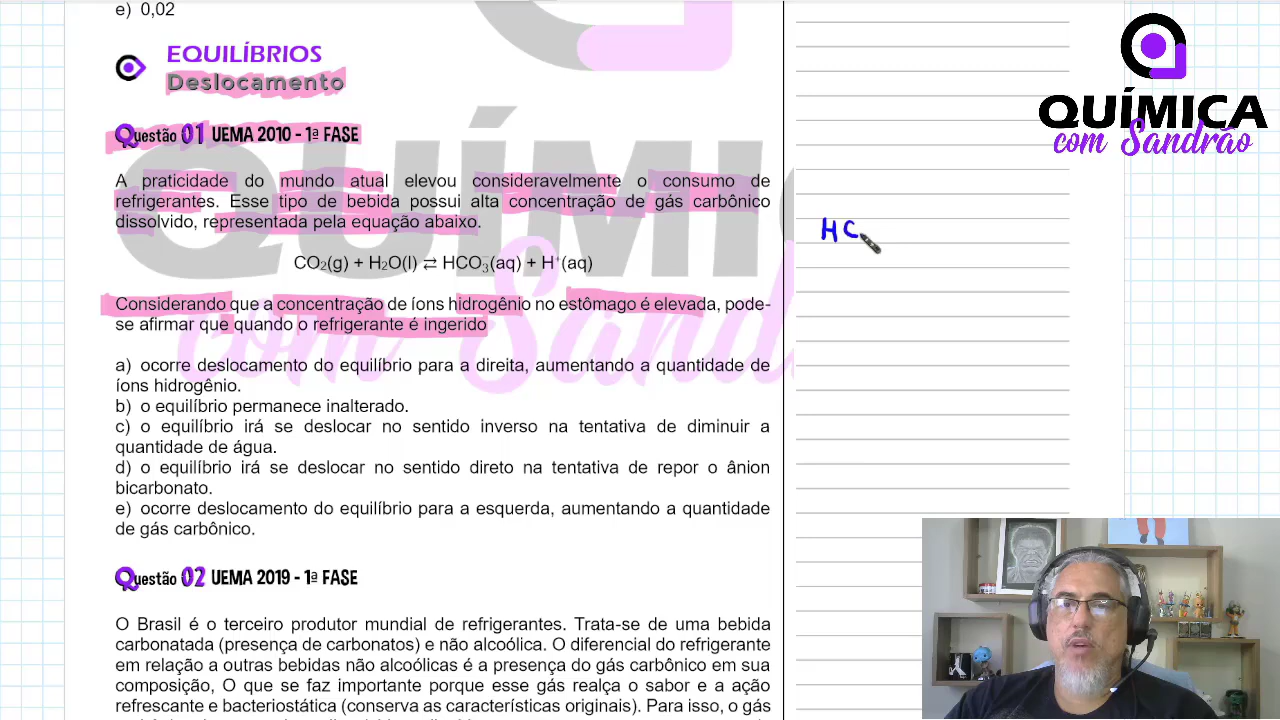 e) 0,02
EQUILÍBRIOS
Deslocamento
Questão 01 UEMA 2010 - 1ª FASE
A praticidade do mundo atual elevou consideravelmente o consumo de
refrigerantes. Esse tipo de bebida possui alta concentração de gás carbônico
dissolvido, representada pela equação abaixo.
CO₂(g) + H₂O(l) ⇄ HCO₃⁻(aq) + H⁺(aq)
Considerando que a concentração de íons hidrogênio no estômago é elevada, pode-
se afirmar que quando o refrigerante é ingerido
a) ocorre deslocamento do equilíbrio para a direita, aumentando a quantidade de
íons hidrogênio.
b) o equilíbrio permanece inalterado.
c) o equilíbrio irá se deslocar no sentido inverso na tentativa de diminuir a
quantidade de água.
d) o equilíbrio irá se deslocar no sentido direto na tentativa de repor o ânion
bicarbonato.
e) ocorre deslocamento do equilíbrio para a esquerda, aumentando a quantidade
de gás carbônico.
Questão 02 UEMA 2019 - 1ª FASE
O Brasil é o terceiro produtor mundial de refrigerantes. Trata-se de uma bebida
carbonatada (presença de carbonatos) e não alcoólica. O diferencial do refrigerante
em relação a outras bebidas não alcoólicas é a presença do gás carbônico em sua
composição, O que se faz importante porque esse gás realça o sabor e a ação
refrescante e bacteriostática (conserva as características originais). Para isso, o gás
HC
QUÍMICA
com Sandrão
QUÍMICA
com Sandrão